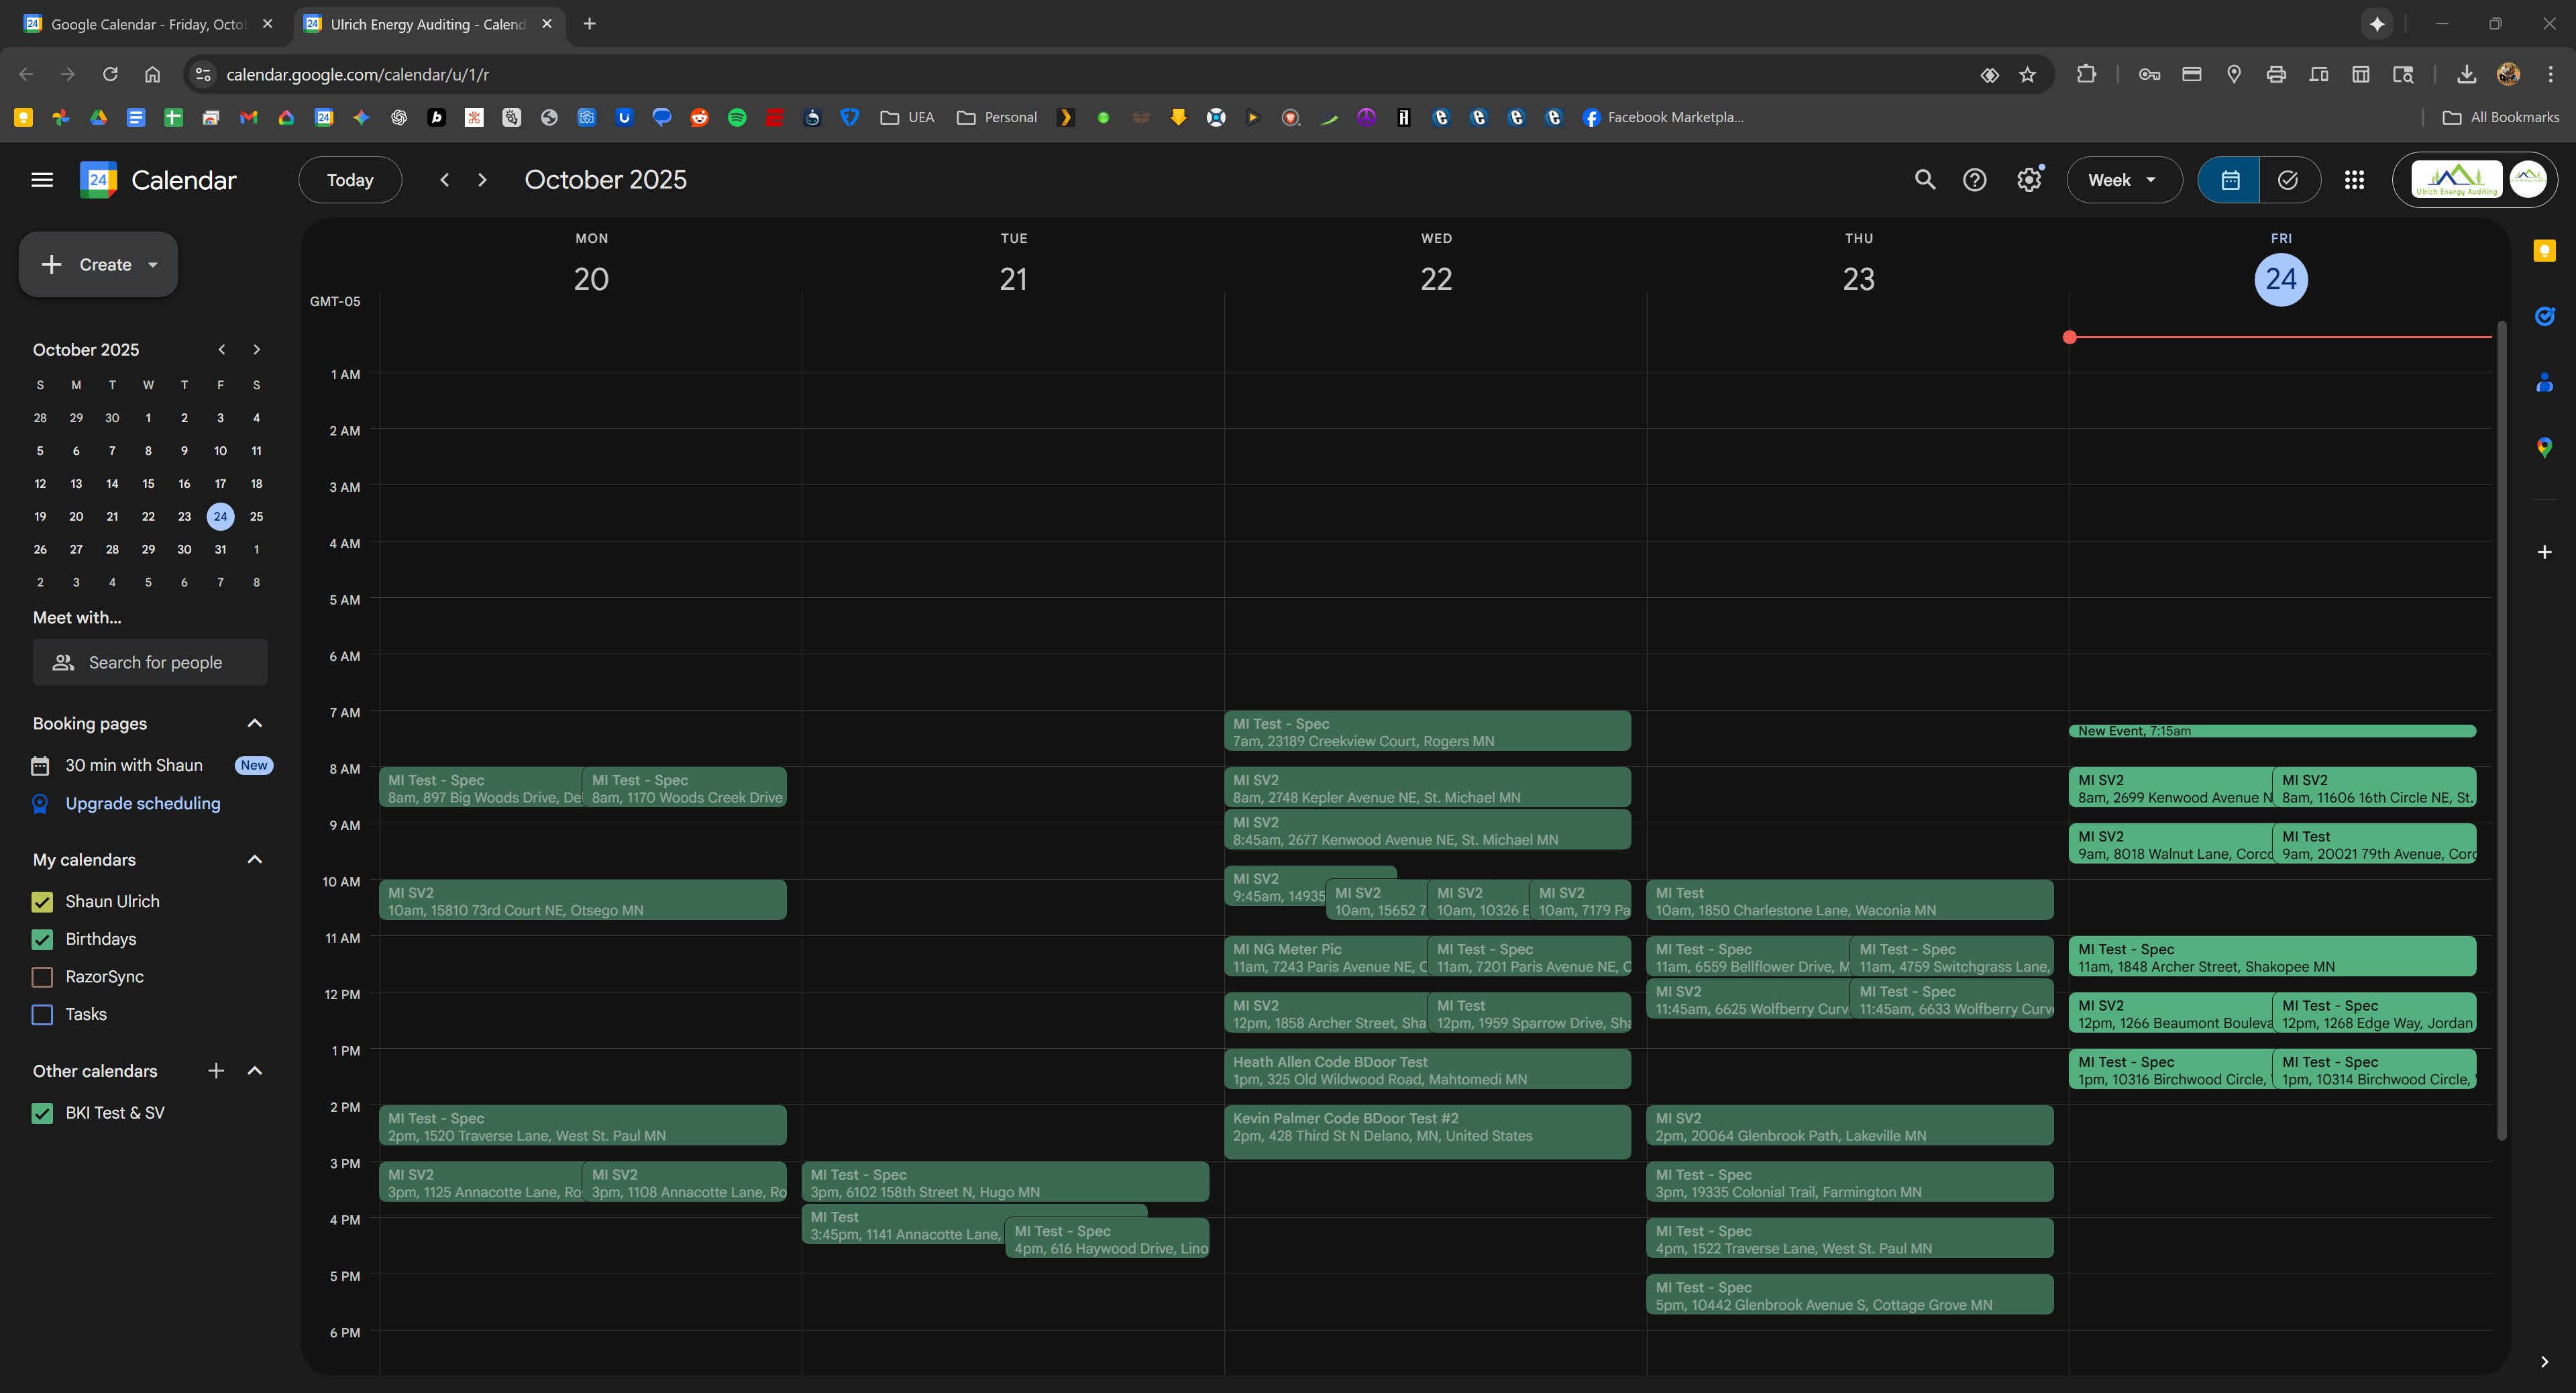 Google Calendar - Friday, Octo
Ulrich Energy Auditing - Calend
calendar.google.com/calendar/u/1/r
UEA
Personal
Facebook Marketpla...
All Bookmarks
24
Calendar
Today
October 2025
Week
Ulrich Energy Auditing
Create
October 2025
S M T W T F S
28 29 30 1 2 3 4
5 6 7 8 9 10 11
12 13 14 15 16 17 18
19 20 21 22 23 24 25
26 27 28 29 30 31 1
2 3 4 5 6 7 8
Meet with...
Search for people
Booking pages
30 min with Shaun New
Upgrade scheduling
My calendars
Shaun Ulrich
Birthdays
RazorSync
Tasks
Other calendars
BKI Test & SV
GMT-05
MON
20
TUE
21
WED
22
THU
23
FRI
24
1 AM
2 AM
3 AM
4 AM
5 AM
6 AM
7 AM
8 AM
9 AM
10 AM
11 AM
12 PM
1 PM
2 PM
3 PM
4 PM
5 PM
6 PM
MI Test - Spec
8am, 897 Big Woods Drive, De
MI Test - Spec
8am, 1170 Woods Creek Drive
MI SV2
10am, 15810 73rd Court NE, Otsego MN
MI Test - Spec
2pm, 1520 Traverse Lane, West St. Paul MN
MI SV2
3pm, 1125 Annacotte Lane, Ro
MI SV2
3pm, 1108 Annacotte Lane, Ro
MI Test - Spec
3pm, 6102 158th Street N, Hugo MN
MI Test
3:45pm, 1141 Annacotte Lane,
MI Test - Spec
4pm, 616 Haywood Drive, Lino
MI Test - Spec
7am, 23189 Creekview Court, Rogers MN
MI SV2
8am, 2748 Kepler Avenue NE, St. Michael MN
MI SV2
8:45am, 2677 Kenwood Avenue NE, St. Michael MN
MI SV2
9:45am, 14935
MI SV2
10am, 15652 7
MI SV2
10am, 10326 E
MI SV2
10am, 7179 Pa
MI NG Meter Pic
11am, 7243 Paris Avenue NE, C
MI Test - Spec
11am, 7201 Paris Avenue NE, C
MI SV2
12pm, 1858 Archer Street, Sha
MI Test
12pm, 1959 Sparrow Drive, Sha
Heath Allen Code BDoor Test
1pm, 325 Old Wildwood Road, Mahtomedi MN
Kevin Palmer Code BDoor Test #2
2pm, 428 Third St N Delano, MN, United States
MI Test
10am, 1850 Charlestone Lane, Waconia MN
MI Test - Spec
11am, 6559 Bellflower Drive, M
MI Test - Spec
11am, 4759 Switchgrass Lane,
MI SV2
11:45am, 6625 Wolfberry Curv
MI Test - Spec
11:45am, 6633 Wolfberry Curv
MI SV2
2pm, 20064 Glenbrook Path, Lakeville MN
MI Test - Spec
3pm, 19335 Colonial Trail, Farmington MN
MI Test - Spec
4pm, 1522 Traverse Lane, West St. Paul MN
MI Test - Spec
5pm, 10442 Glenbrook Avenue S, Cottage Grove MN
New Event, 7:15am
MI SV2
8am, 2699 Kenwood Avenue N
MI SV2
8am, 11606 16th Circle NE, St.
MI SV2
9am, 8018 Walnut Lane, Corco
MI Test
9am, 20021 79th Avenue, Corc
MI Test - Spec
11am, 1848 Archer Street, Shakopee MN
MI SV2
12pm, 1266 Beaumont Bouleva
MI Test - Spec
12pm, 1268 Edge Way, Jordan
MI Test - Spec
1pm, 10316 Birchwood Circle,
MI Test - Spec
1pm, 10314 Birchwood Circle,